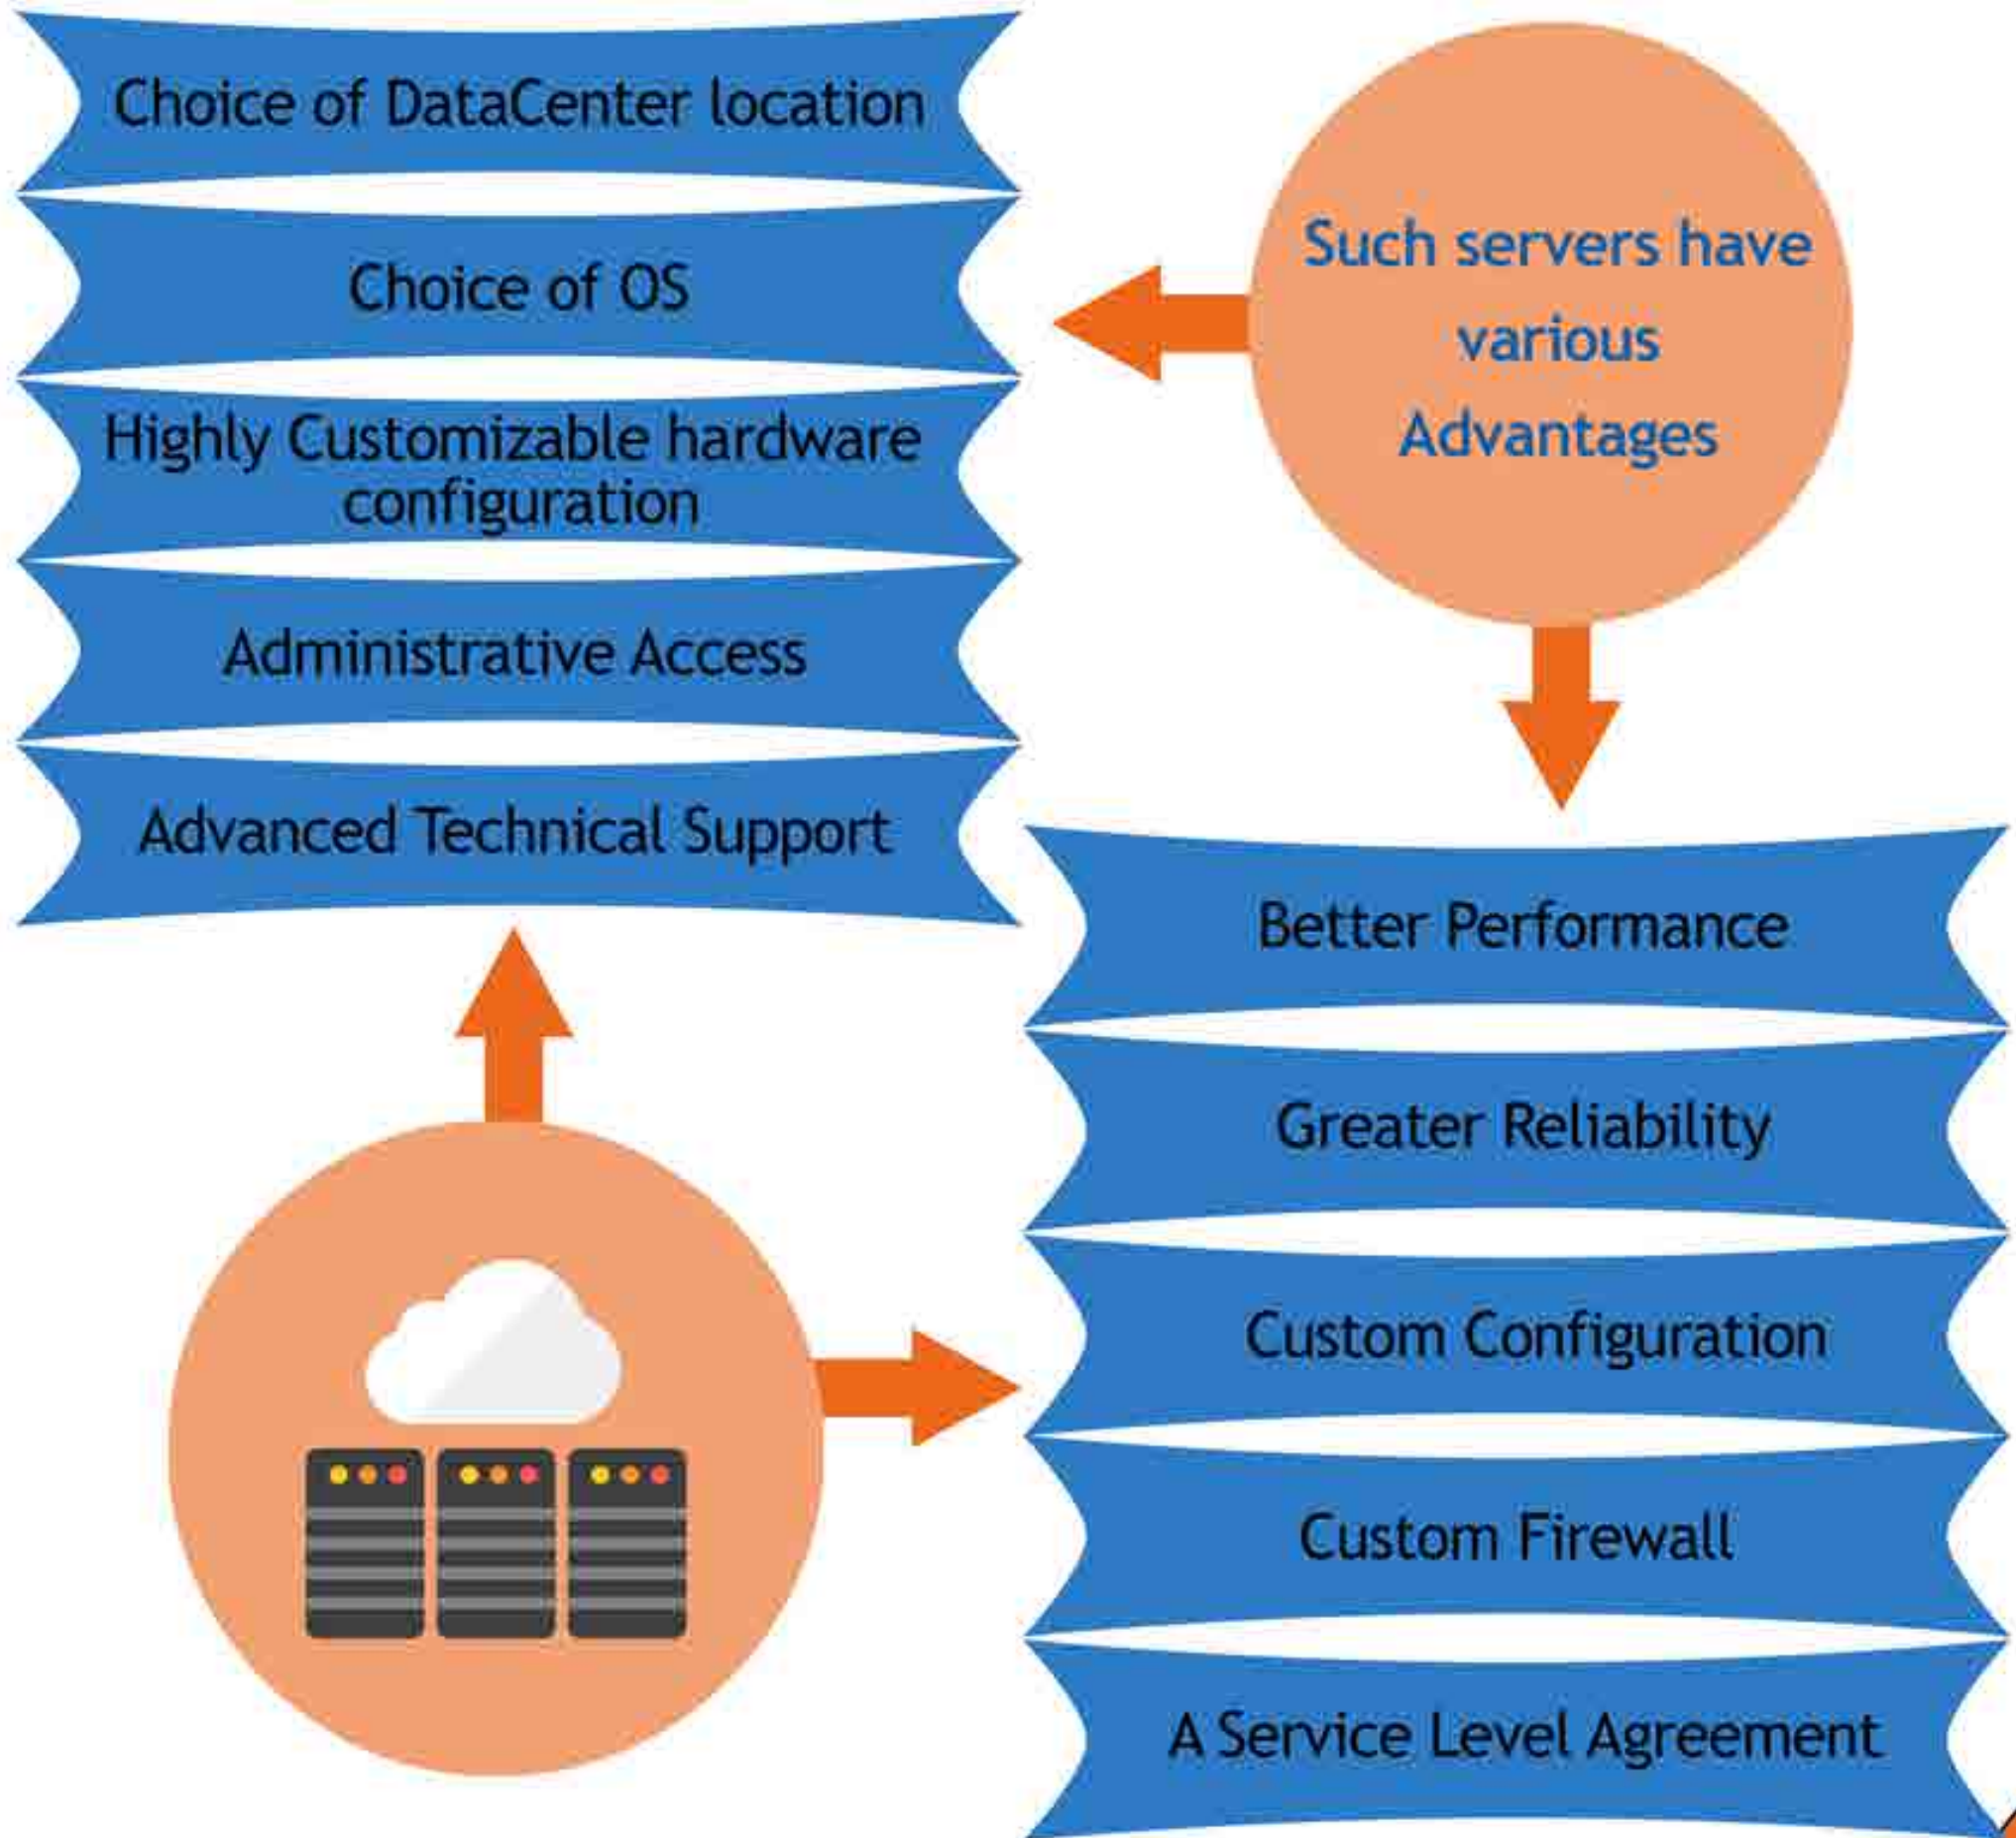 Choice of DataCenter location
Choice of OS
Highly Customizable hardware
configuration
Administrative Access
Advanced Technical Support
Such servers have
various
Advantages
Better Performance
Greater Reliability
Custom Configuration
Custom Firewall
A Service Level Agreement